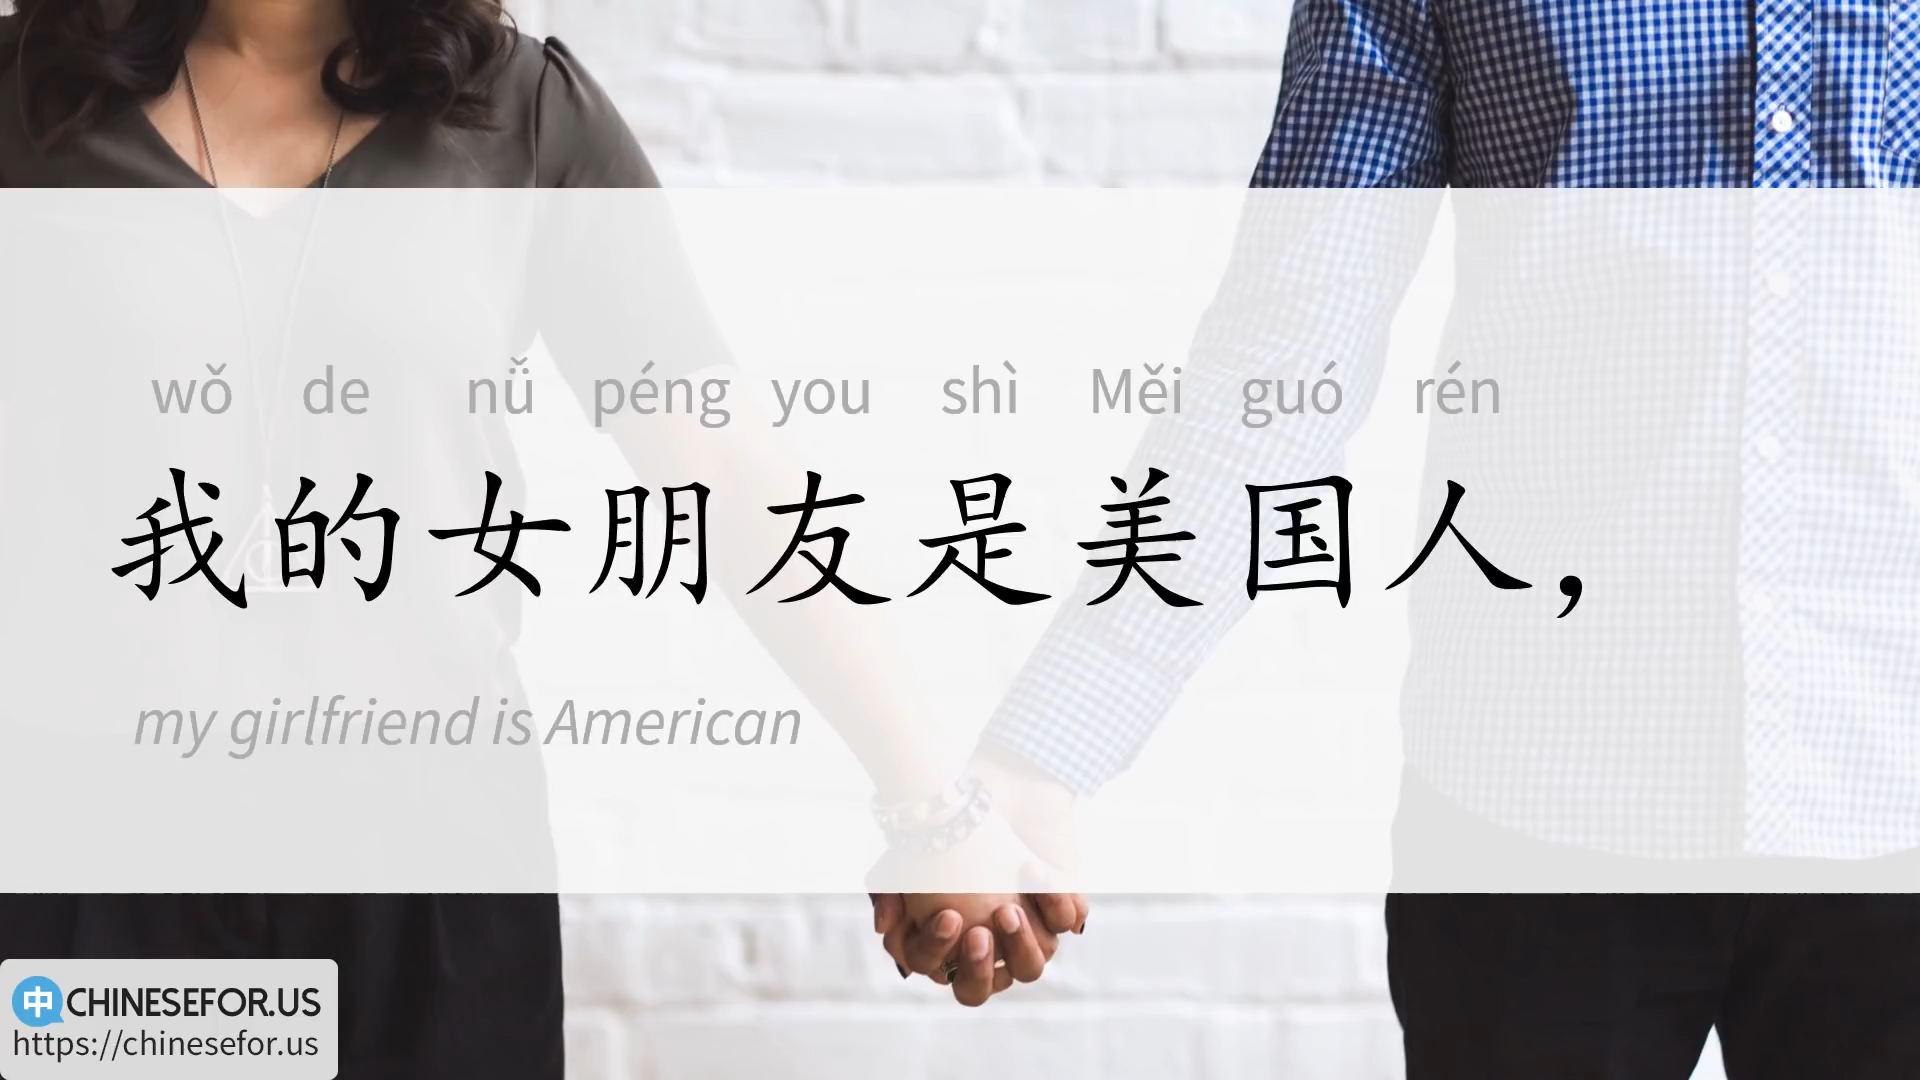 wǒ de nǚ péng you shì Měi guó rén
我的女朋友是美国人，
my girlfriend is American
中 CHINESEFOR.US
https://chinesefor.us